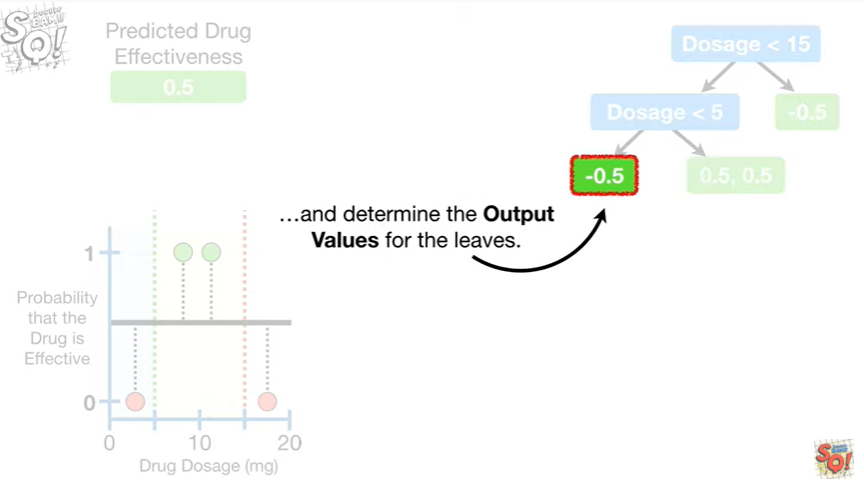 SQ!
Predicted Drug
Effectiveness
0.5
Dosage < 15
Dosage < 5
-0.5
-0.5
0.5, 0.5
…and determine the Output
Values for the leaves.
1
Probability
that the
Drug is
Effective
0
0
10
20
Drug Dosage (mg)
SQ!